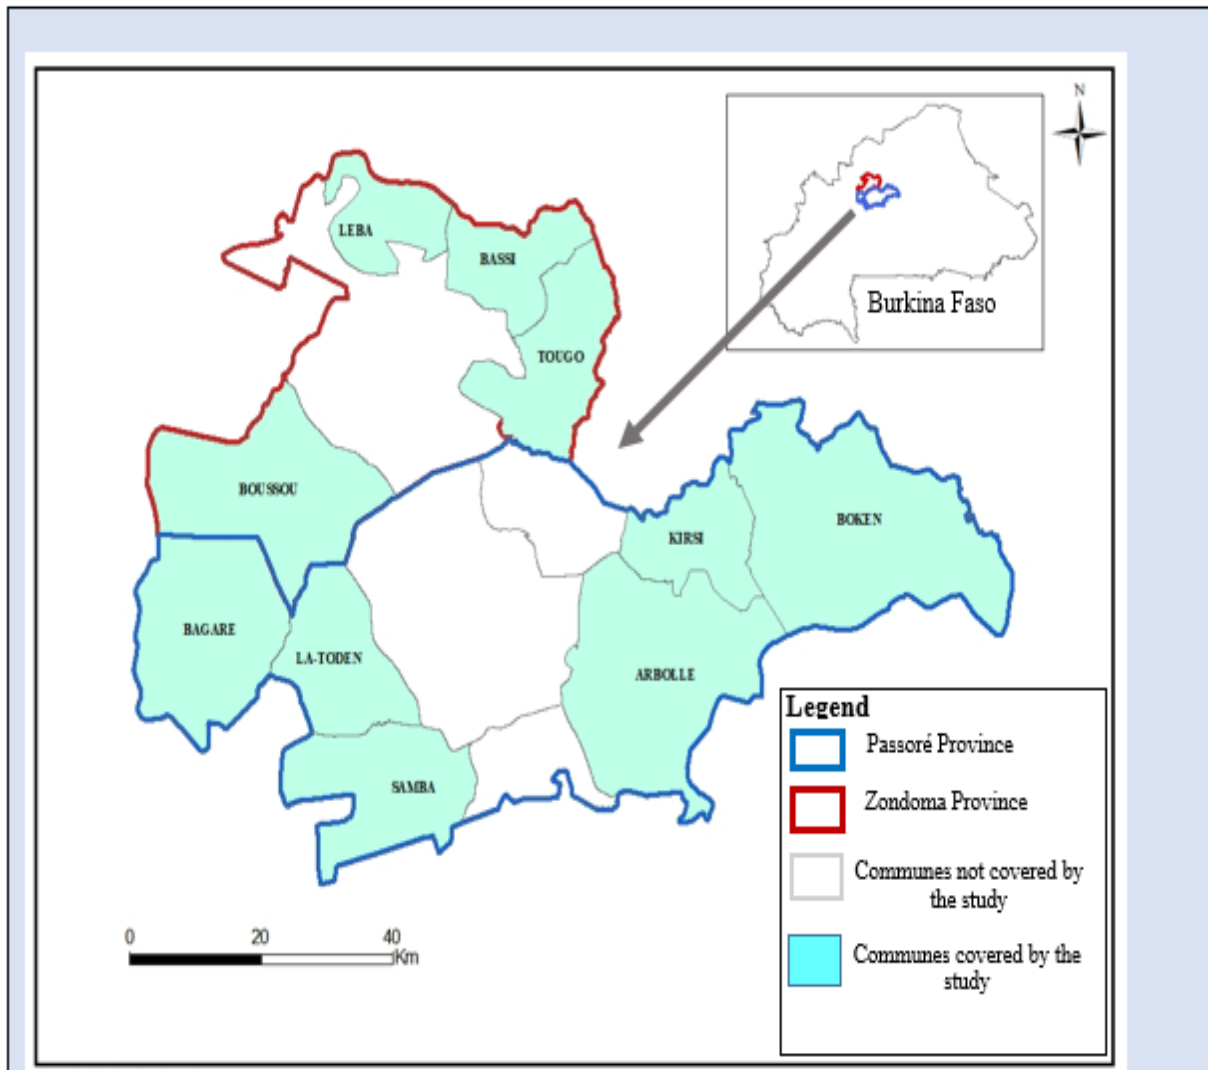 N
Burkina Faso
LEBA
BASSI
TOUGO
BOUSSOU
BOKEN
KIRSI
BAGARE
LA-TODEN
ARBOLLE
SAMBA
Legend
Passoré Province
Zondoma Province
Communes not covered by
the study
Communes covered by the
study
0 20 40
Km